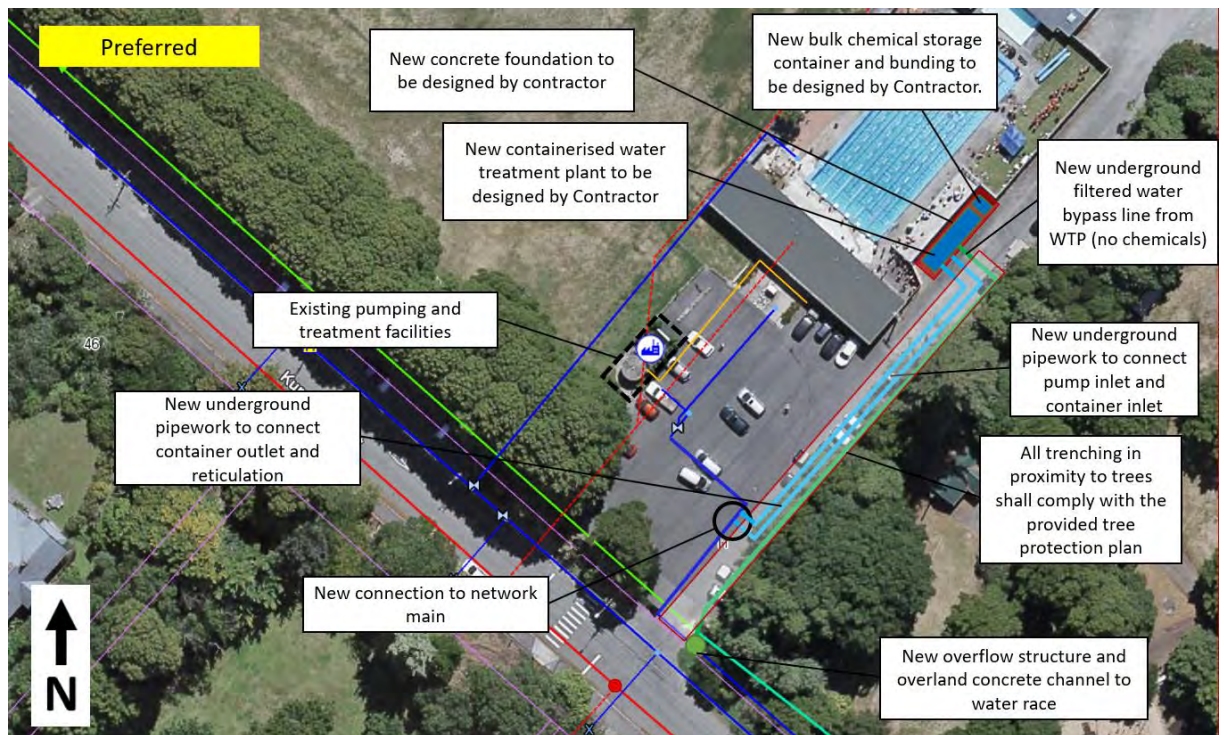 Preferred
New concrete foundation to
be designed by contractor
New bulk chemical storage
container and bunding to
be designed by Contractor.
New containerised water
treatment plant to be
designed by Contractor
New underground
filtered water
bypass line from
WTP (no chemicals)
Existing pumping and
treatment facilities
46
New underground
pipework to connect
pump inlet and
container inlet
New underground
pipework to connect
container outlet and
reticulation
All trenching in
proximity to trees
shall comply with the
provided tree
protection plan
New connection to network
main
New overflow structure and
overland concrete channel to
water race
N